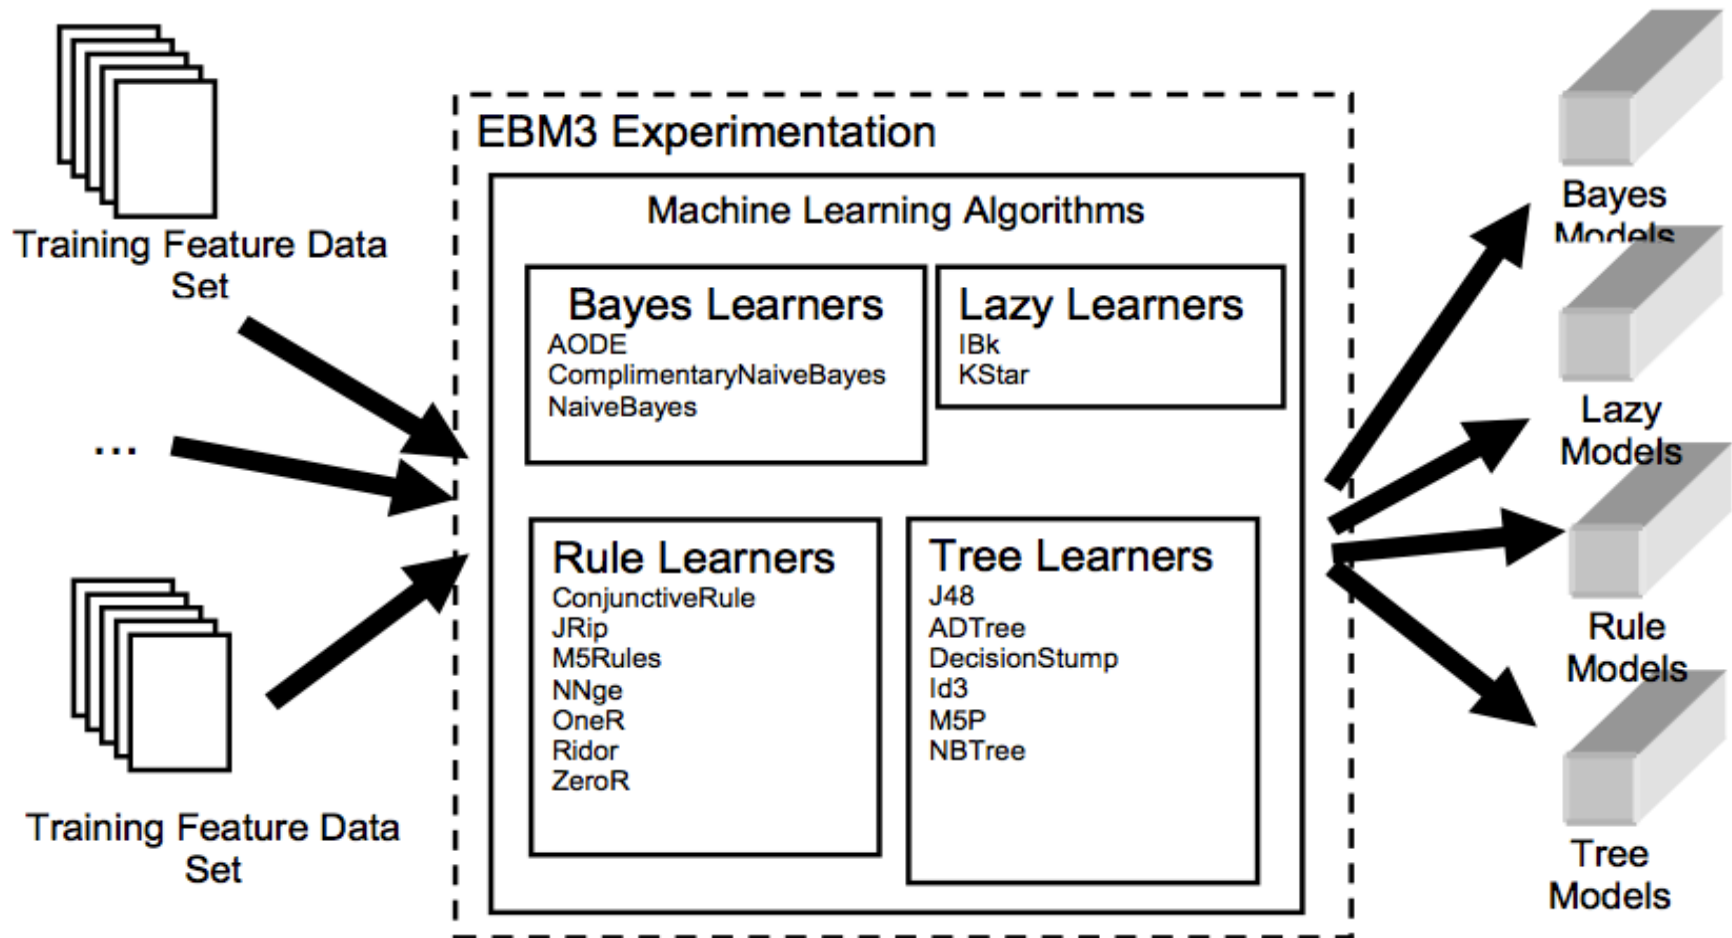 Training Feature Data
Set
...
Training Feature Data
Set
EBM3 Experimentation
Machine Learning Algorithms
Bayes Learners
AODE
ComplimentaryNaiveBayes
NaiveBayes
Lazy Learners
IBk
KStar
Rule Learners
ConjunctiveRule
JRip
M5Rules
NNge
OneR
Ridor
ZeroR
Tree Learners
J48
ADTree
DecisionStump
Id3
M5P
NBTree
Bayes
Models
Lazy
Models
Rule
Models
Tree
Models